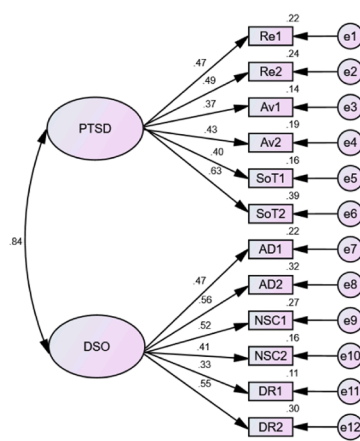 .22
Re1 e1
.47
.24
Re2 e2
.49
.14
Av1 e3
.37
PTSD
.19
Av2 e4
.43
.16
SoT1 e5
.40
.39
SoT2 e6
.63
.84
.22
AD1 e7
.47
.32
AD2 e8
.56
.27
NSC1 e9
.52
DSO
.16
NSC2 e10
.41
.11
DR1 e11
.33
.30
DR2 e12
.55